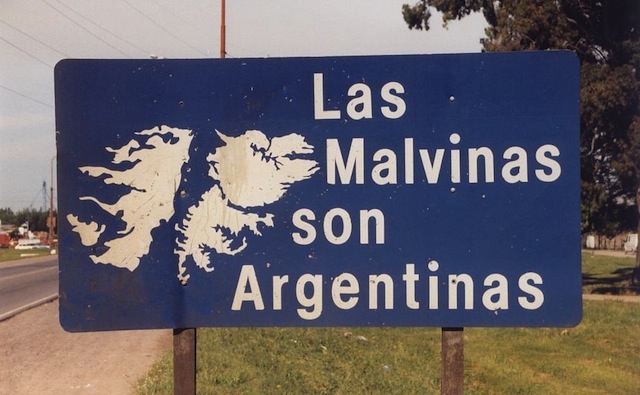 Las
Malvinas
son
Argentinas